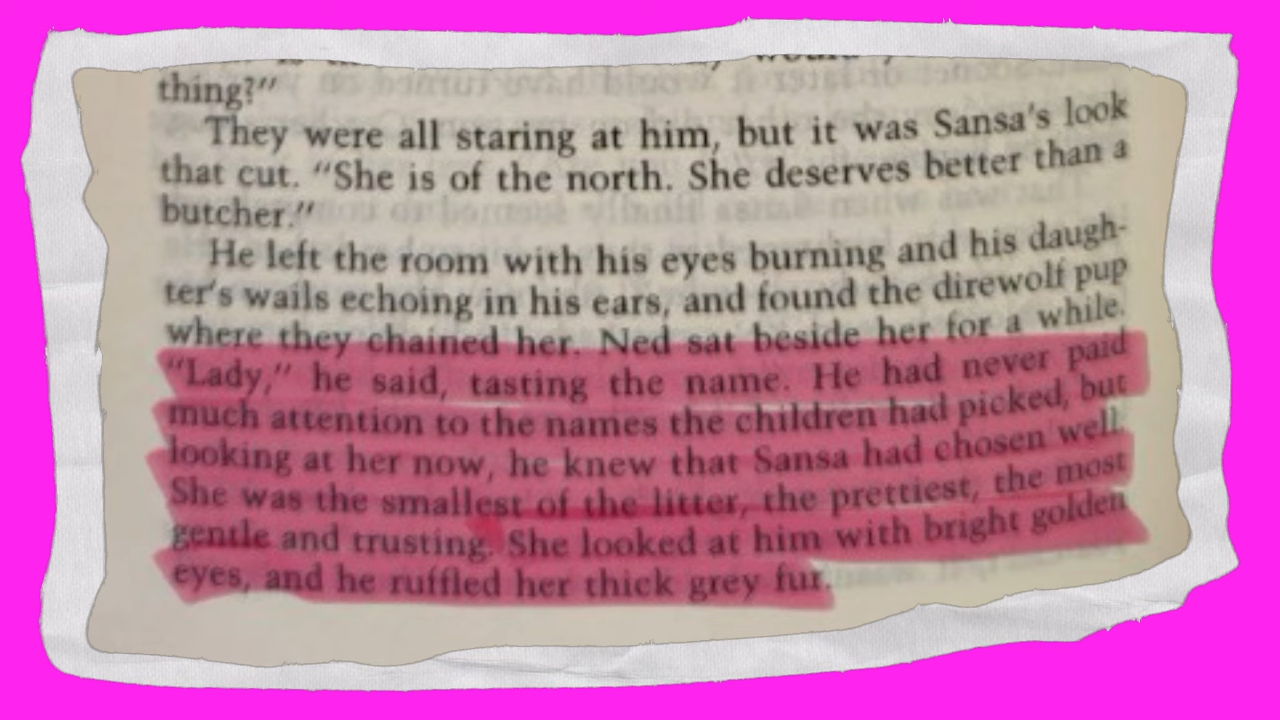 thing?"
They were all staring at him, but it was Sansa's look
that cut. "She is of the north. She deserves better than a
butcher."
He left the room with his eyes burning and his daugh-
ter's wails echoing in his ears, and found the direwolf pup
where they chained her. Ned sat beside her for a while.
"Lady," he said, tasting the name. He had never paid
much attention to the names the children had picked, but
looking at her now, he knew that Sansa had chosen well.
She was the smallest of the litter, the prettiest, the most
gentle and trusting. She looked at him with bright golden
eyes, and he ruffled her thick grey fur.